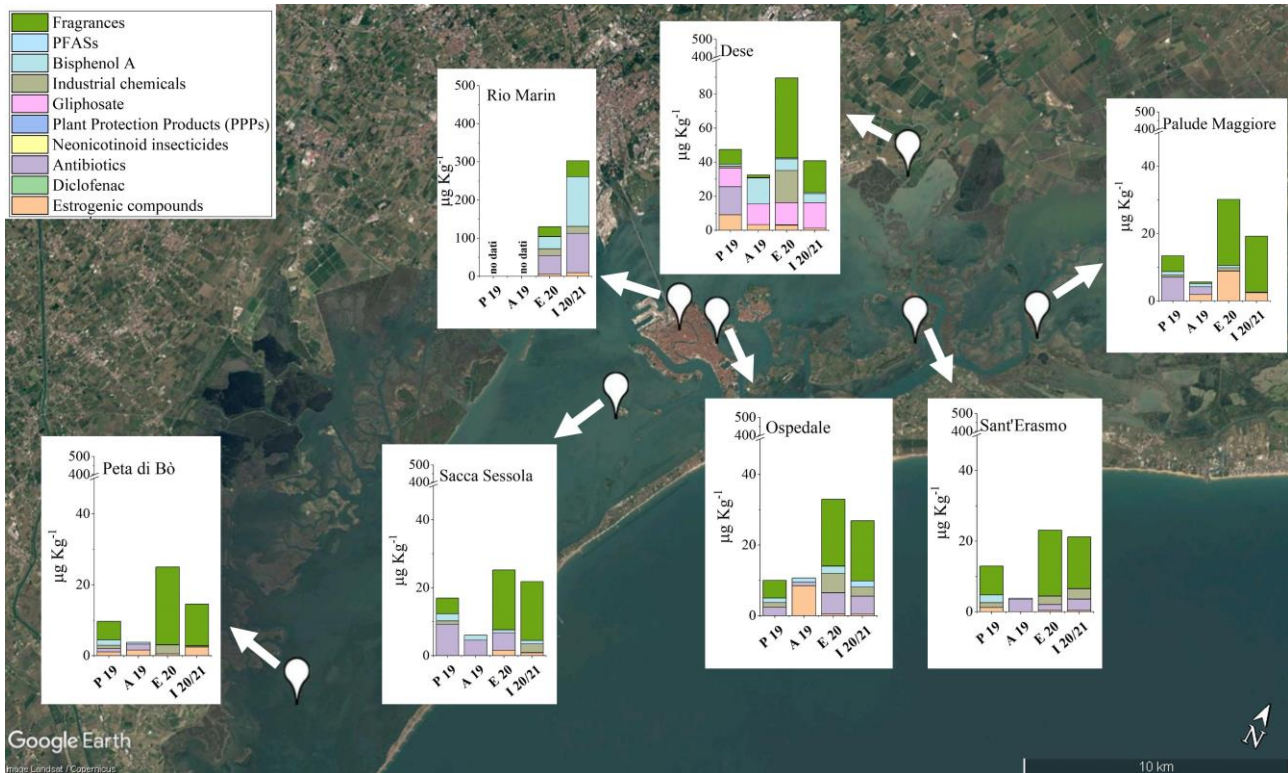 Fragrances
PFASs
Bisphenol A
Industrial chemicals
Gliphosate
Plant Protection Products (PPPs)
Neonicotinoid insecticides
Antibiotics
Diclofenac
Estrogenic compounds
Rio Marin
µg Kg⁻¹
500
400
300
200
100
0
no dati
no dati
P 19
A 19
E 20
I 20/21
Dese
µg Kg⁻¹
500
400
80
60
40
20
0
P 19
A 19
E 20
I 20/21
Palude Maggiore
µg Kg⁻¹
500
400
40
20
0
P 19
A 19
E 20
I 20/21
Peta di Bò
µg Kg⁻¹
500
400
20
0
P 19
A 19
E 20
I 20/21
Sacca Sessola
µg Kg⁻¹
500
400
40
20
0
P 19
A 19
E 20
I 20/21
Ospedale
µg Kg⁻¹
500
400
40
20
0
P 19
A 19
E 20
I 20/21
Sant'Erasmo
µg Kg⁻¹
500
400
40
20
0
P 19
A 19
E 20
I 20/21
Google Earth
Image Landsat / Copernicus
N
10 km